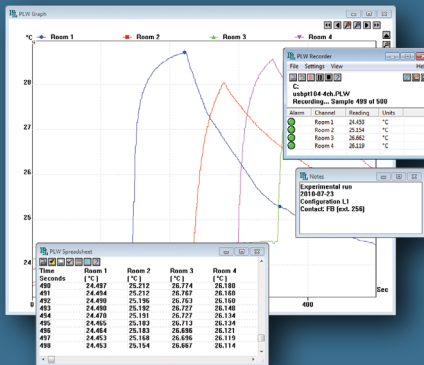 PLW Graph
°C
Room 1
Room 2
Room 3
Room 4
28
27
26
25
24
400
Sec
PLW Recorder
File Settings View
C:
usbpt104-4ch.PLW
Recording... Sample 499 of 500
Alarm Channel Reading Units
Room 1 24.450 °C
Room 2 25.154 °C
Room 3 26.662 °C
Room 4 26.119 °C
Notes
Experimental run
2010-07-23
Configuration L1
Contact: FB (ext. 256)
PLW Spreadsheet
Time Room 1 Room 2 Room 3 Room 4
Seconds (°C) (°C) (°C) (°C)
490 24.497 25.212 26.774 26.180
491 24.494 25.212 26.767 26.160
492 24.490 25.196 26.763 26.160
493 24.490 25.192 26.727 26.148
494 24.470 25.191 26.727 26.134
495 24.465 25.183 26.713 26.134
496 24.464 25.183 26.696 26.121
497 24.453 25.168 26.696 26.119
498 24.453 25.154 26.667 26.114